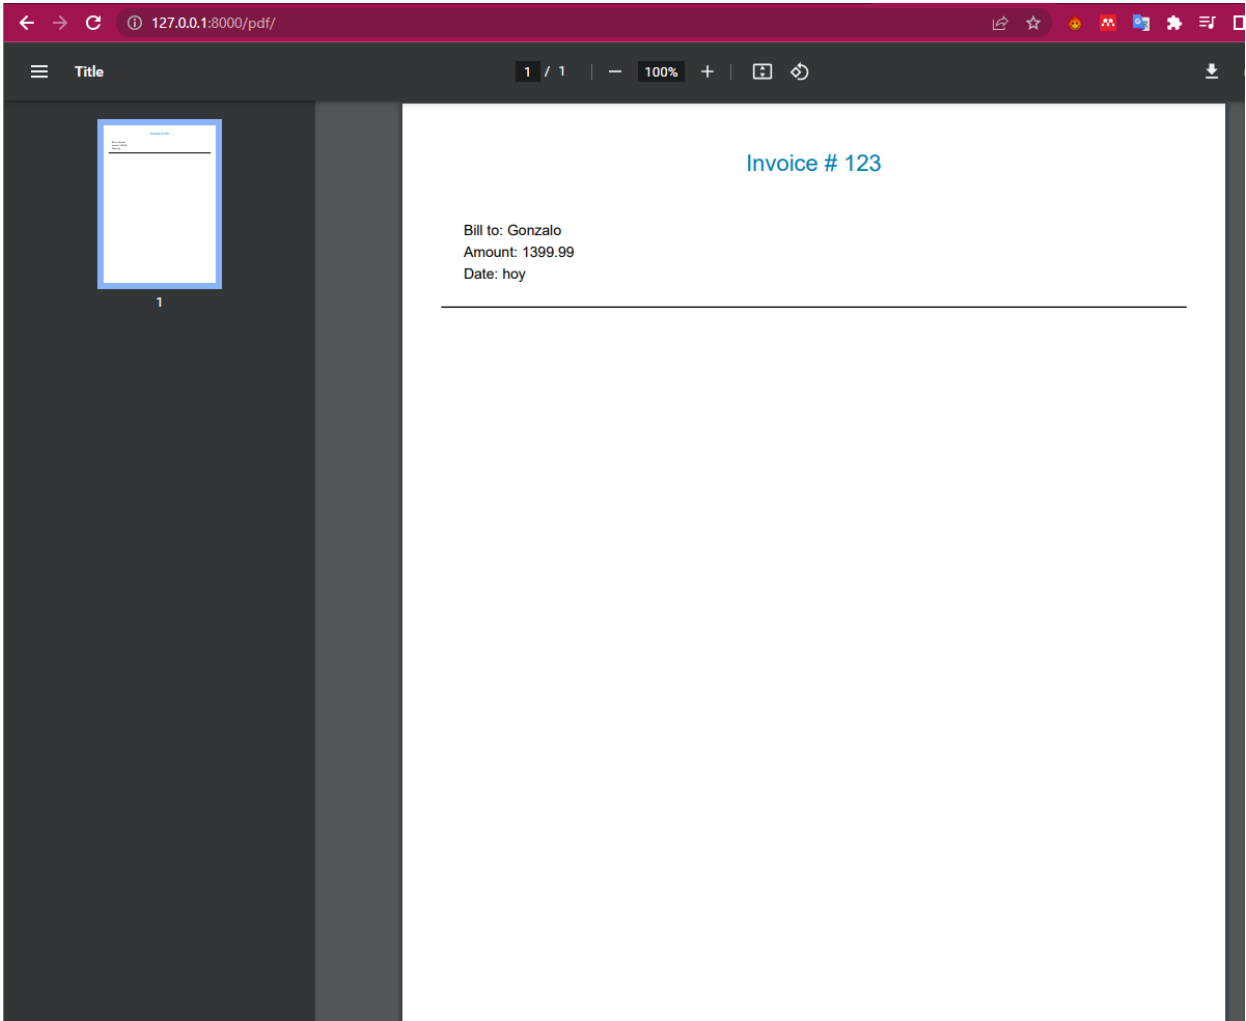 127.0.0.1:8000/pdf/
Title
1 / 1
100%
1
Invoice # 123
Bill to: Gonzalo
Amount: 1399.99
Date: hoy